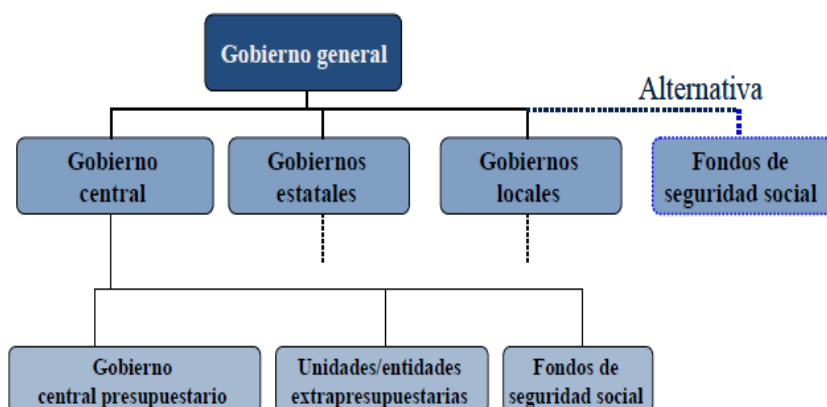 Gobierno general
Alternativa
Gobierno
central
Gobiernos
estatales
Gobiernos
locales
Fondos de
seguridad social
Gobierno
central presupuestario
Unidades/entidades
extrapresupuestarias
Fondos de
seguridad social